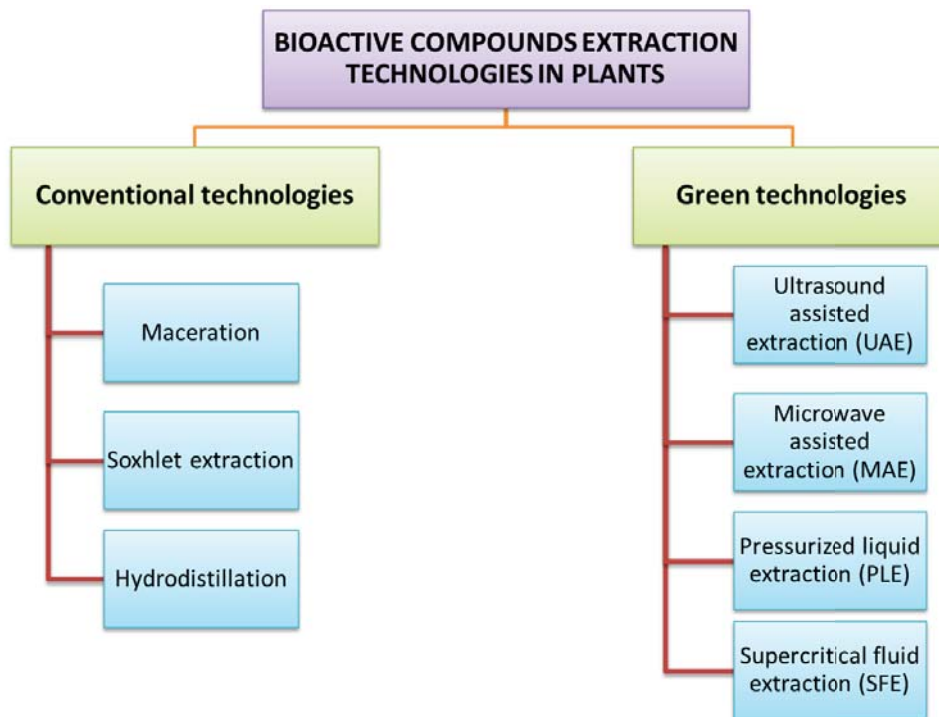 BIOACTIVE COMPOUNDS EXTRACTION
TECHNOLOGIES IN PLANTS
Conventional technologies
Maceration
Soxhlet extraction
Hydrodistillation
Green technologies
Ultrasound
assisted
extraction (UAE)
Microwave
assisted
extraction (MAE)
Pressurized liquid
extraction (PLE)
Supercritical fluid
extraction (SFE)